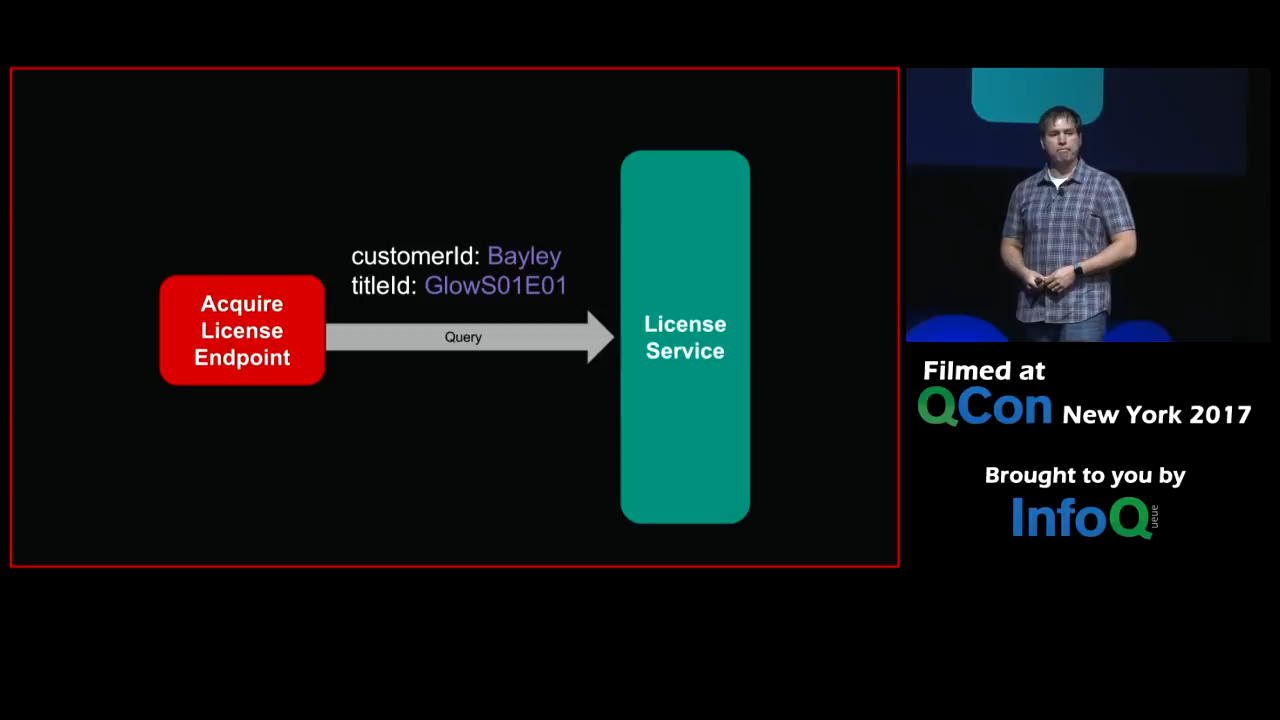 customerId: Bayley
titleId: GlowS01E01
Acquire
License
Endpoint
Query
License
Service
Filmed at
QCon New York 2017
Brought to you by
InfoQ
ueue